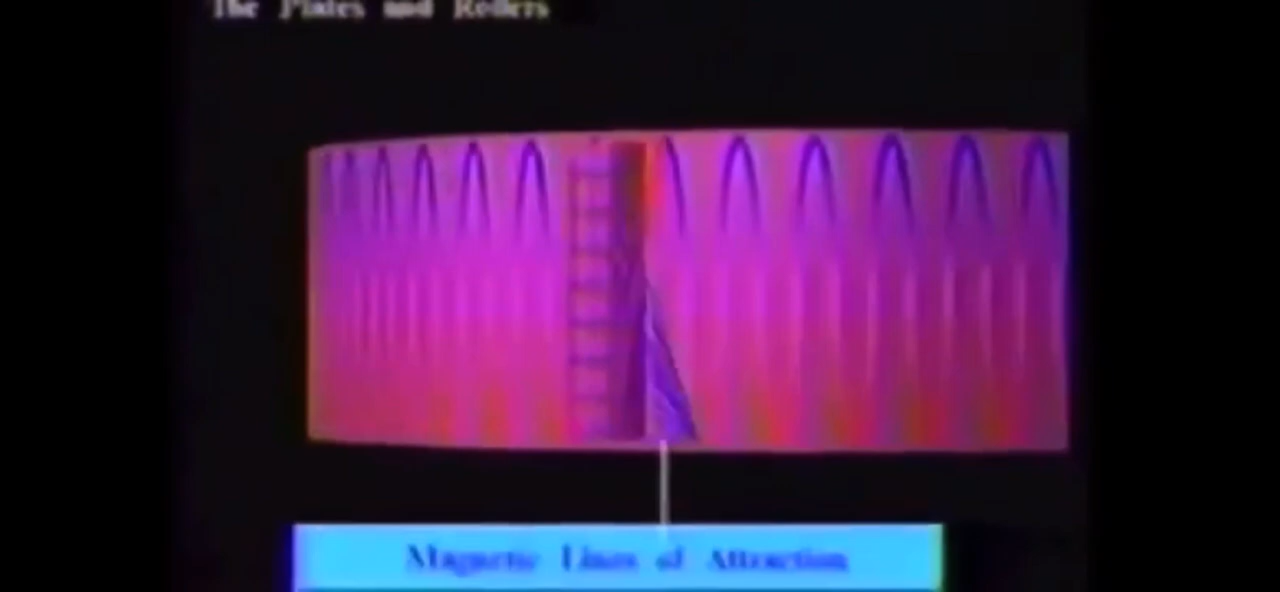 The Plates and Rollers
Magnetic Lines of Attraction